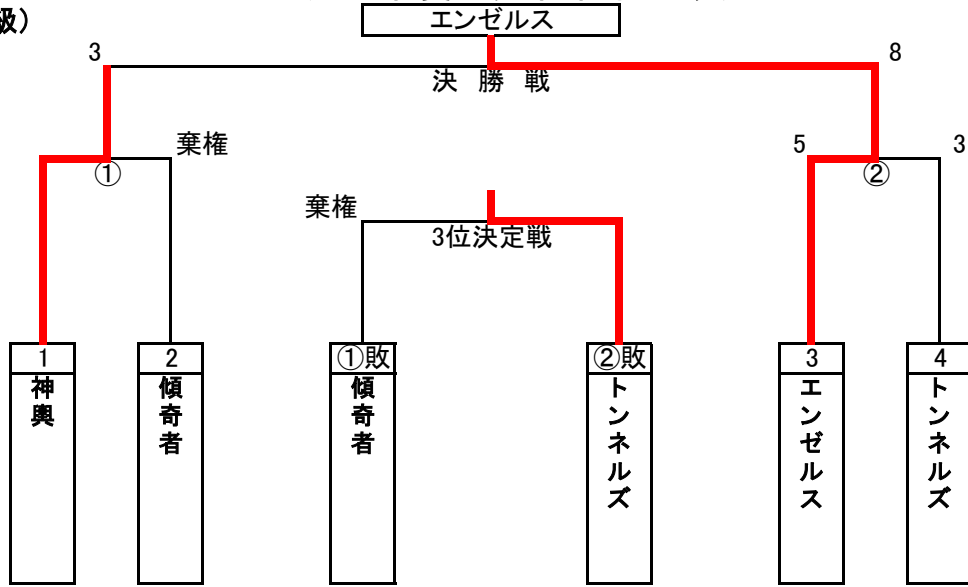 級）
エンゼルス
3
8
決 勝 戦
棄権
①
5
3
②
棄権
3位決定戦
1
2
①敗
②敗
3
4
神輿
傾奇者
傾奇者
トンネルズ
エンゼルス
トンネルズ